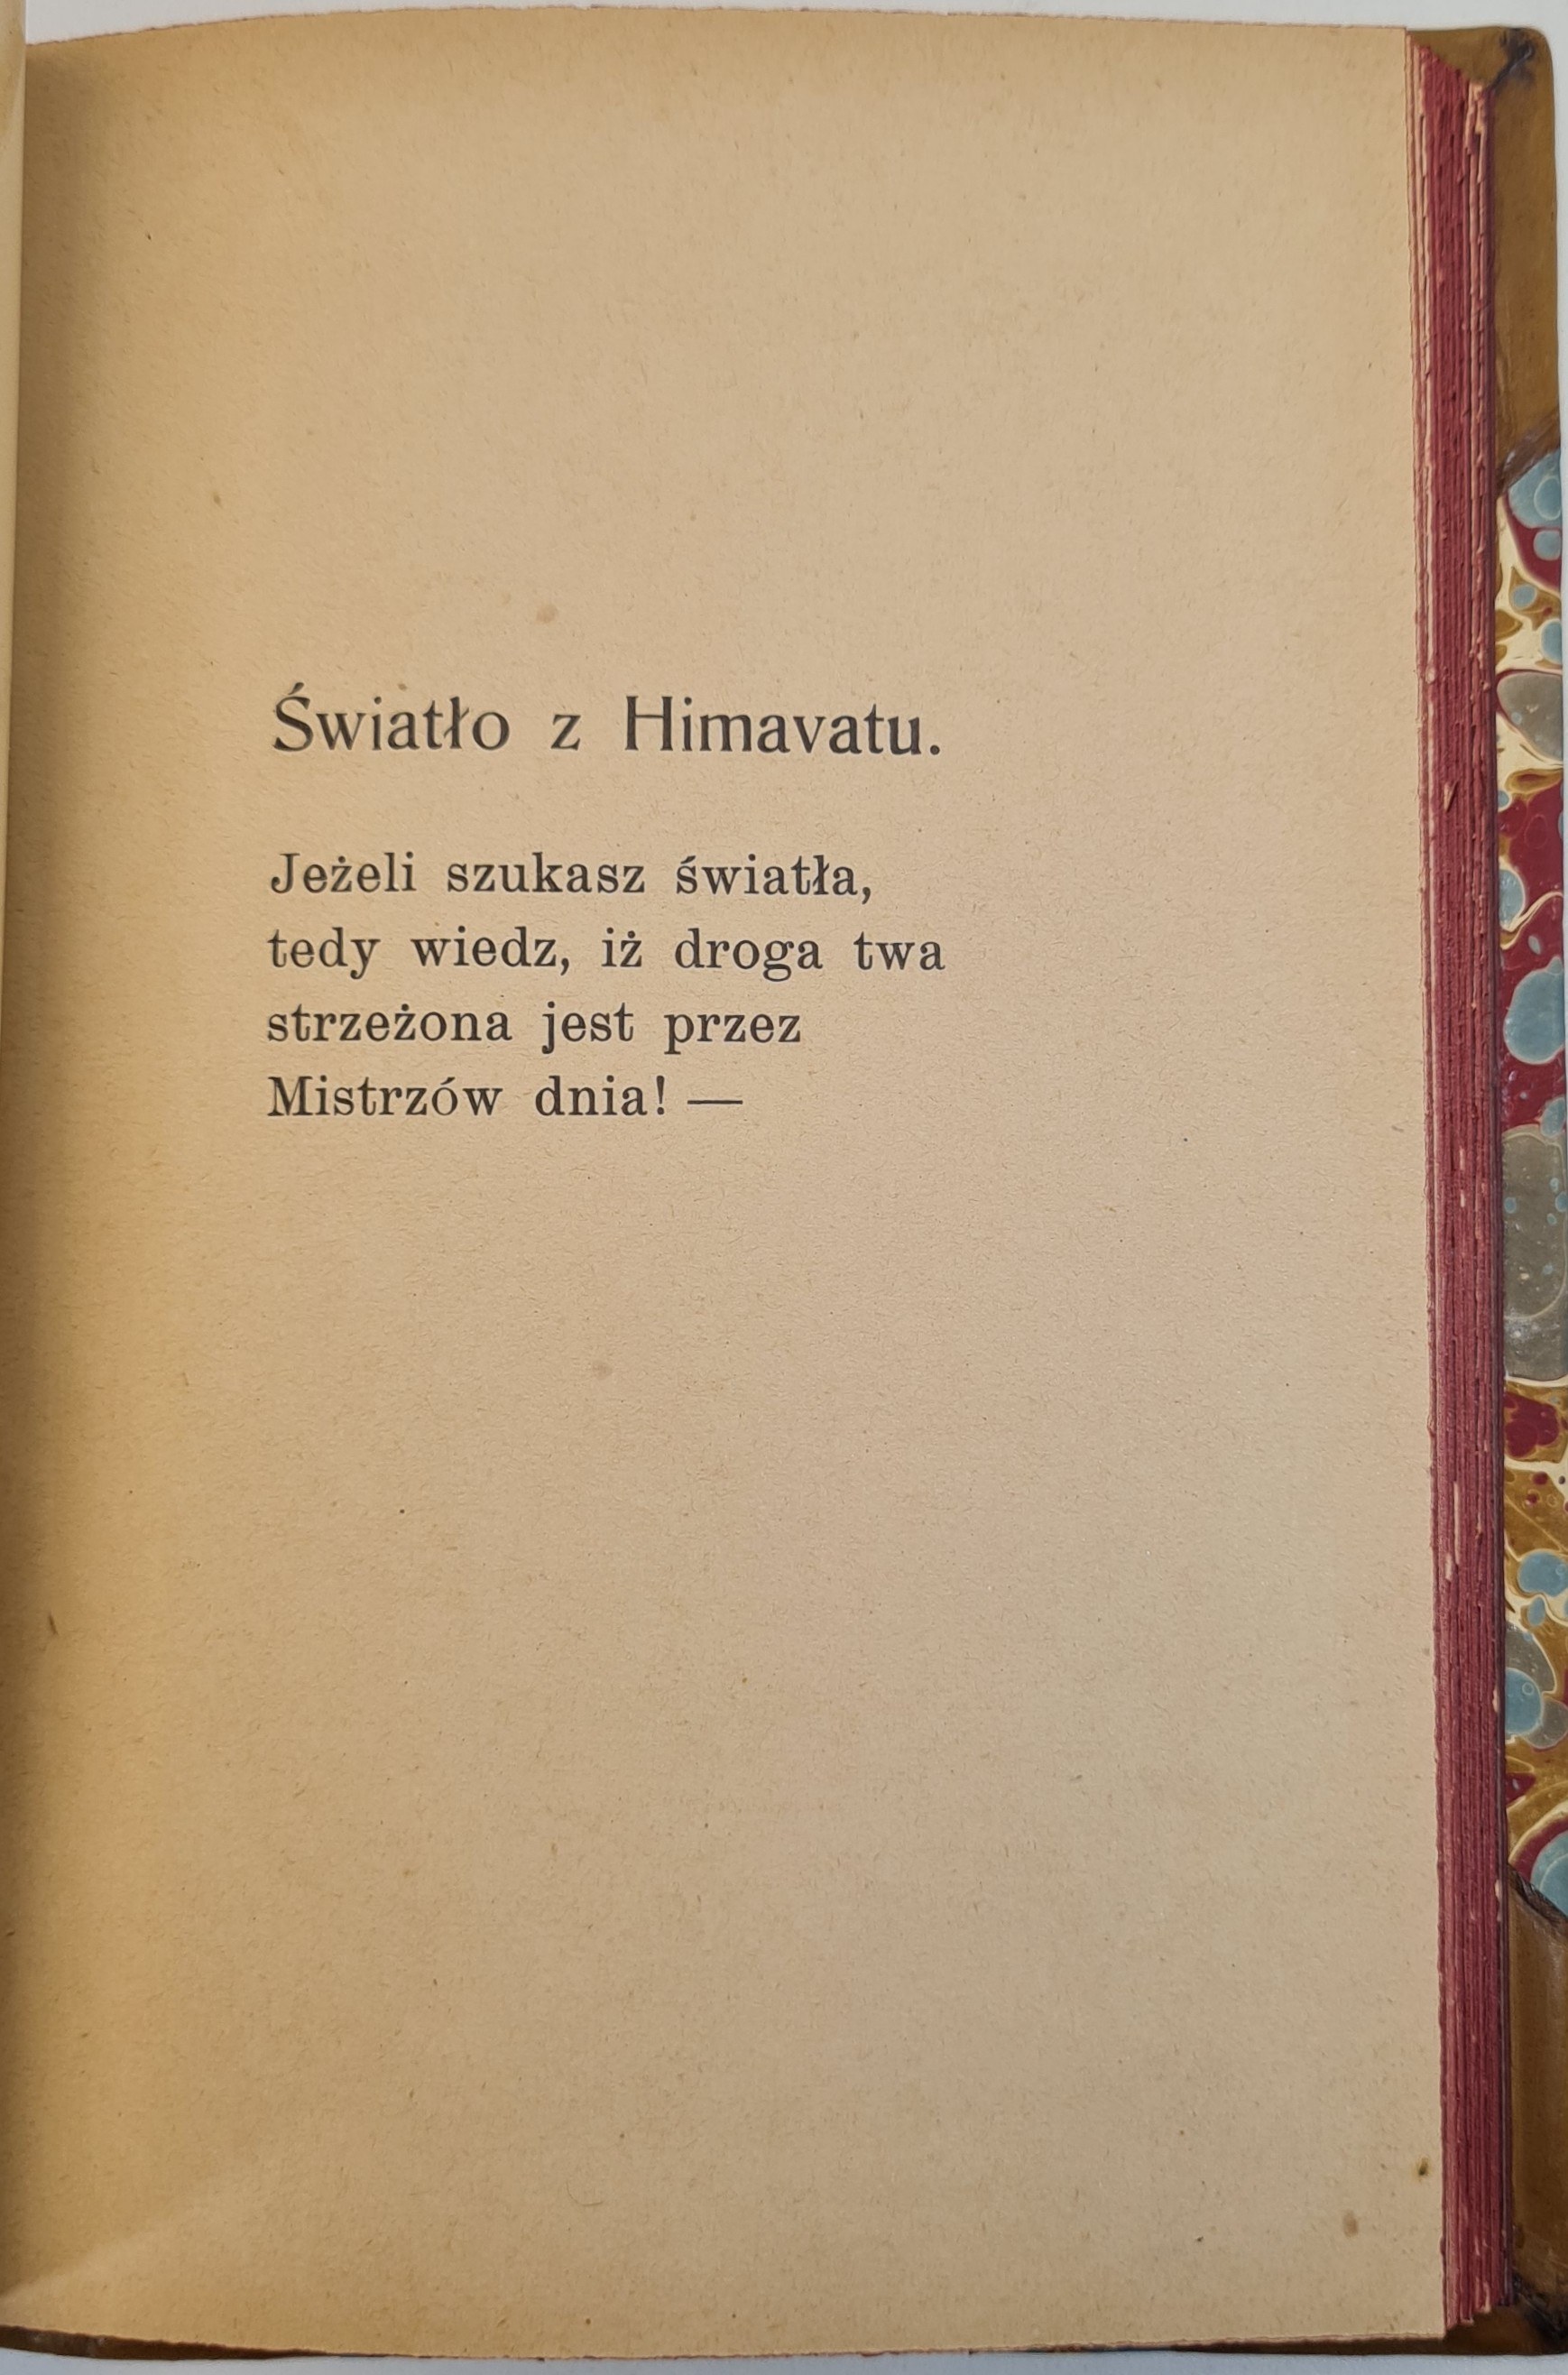 Światło z Himavatu.
Jeżeli szukasz światła,
tedy wiedz, iż droga twa
strzeżona jest przez
Mistrzów dnia! —